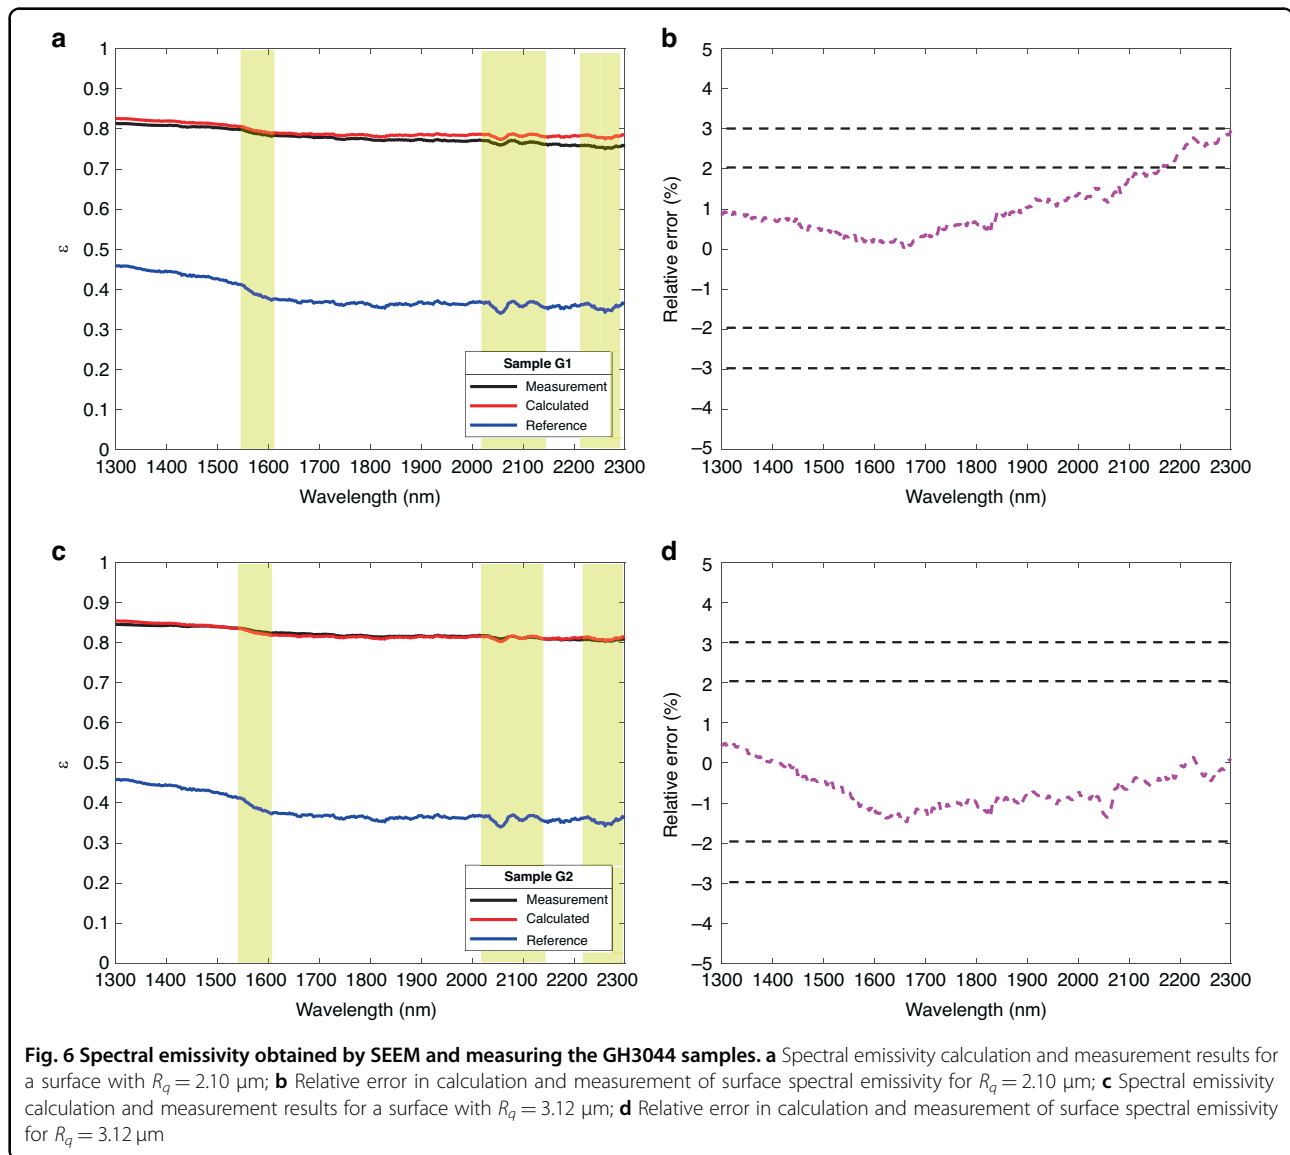 a
1
0.9
0.8
0.7
0.6
0.5
0.4
0.3
0.2
0.1
0
ε
1300 1400 1500 1600 1700 1800 1900 2000 2100 2200 2300
Wavelength (nm)
Sample G1
Measurement
Calculated
Reference
b
5
4
3
2
1
0
–1
–2
–3
–4
–5
Relative error (%)
1300 1400 1500 1600 1700 1800 1900 2000 2100 2200 2300
Wavelength (nm)
c
1
0.9
0.8
0.7
0.6
0.5
0.4
0.3
0.2
0.1
0
ε
1300 1400 1500 1600 1700 1800 1900 2000 2100 2200 2300
Wavelength (nm)
Sample G2
Measurement
Calculated
Reference
d
5
4
3
2
1
0
–1
–2
–3
–4
–5
Relative error (%)
1300 1400 1500 1600 1700 1800 1900 2000 2100 2200 2300
Wavelength (nm)
Fig. 6 Spectral emissivity obtained by SEEM and measuring the GH3044 samples. a Spectral emissivity calculation and measurement results for
a surface with Rq = 2.10 μm; b Relative error in calculation and measurement of surface spectral emissivity for Rq = 2.10 μm; c Spectral emissivity
calculation and measurement results for a surface with Rq = 3.12 μm; d Relative error in calculation and measurement of surface spectral emissivity
for Rq = 3.12 μm